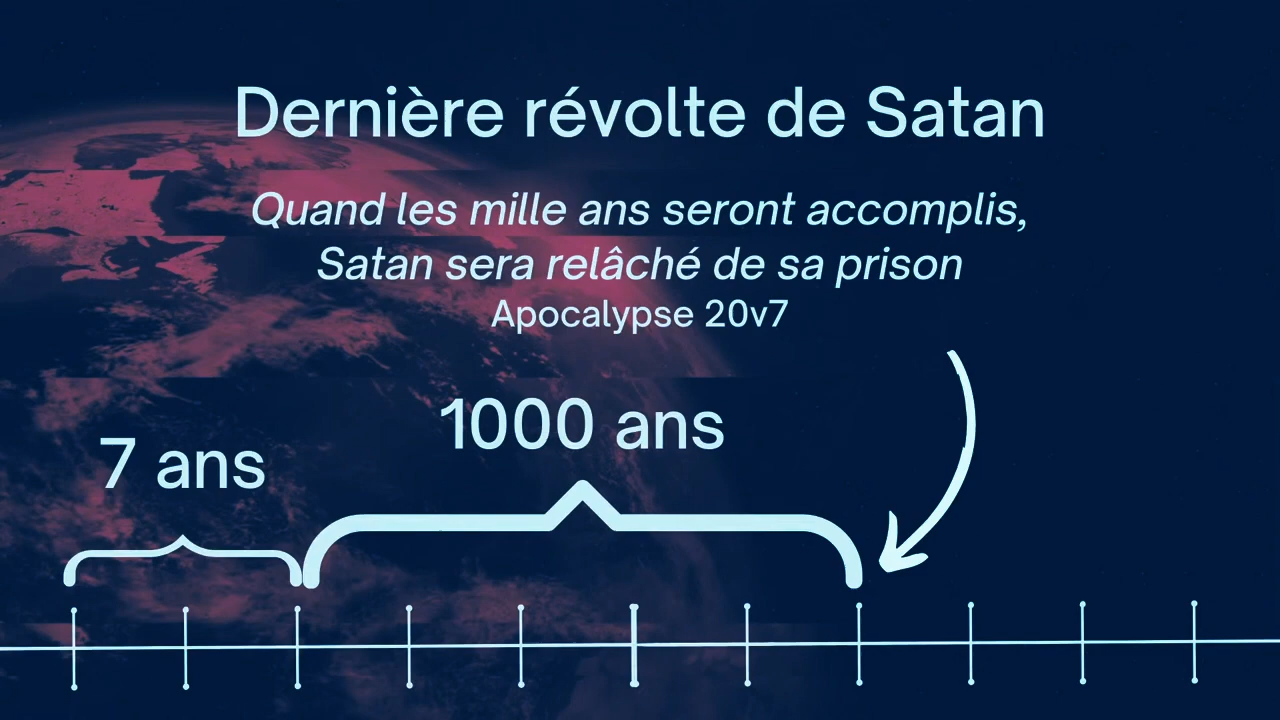 Dernière révolte de Satan
Quand les mille ans seront accomplis,
Satan sera relâché de sa prison
Apocalypse 20v7
1000 ans
7 ans